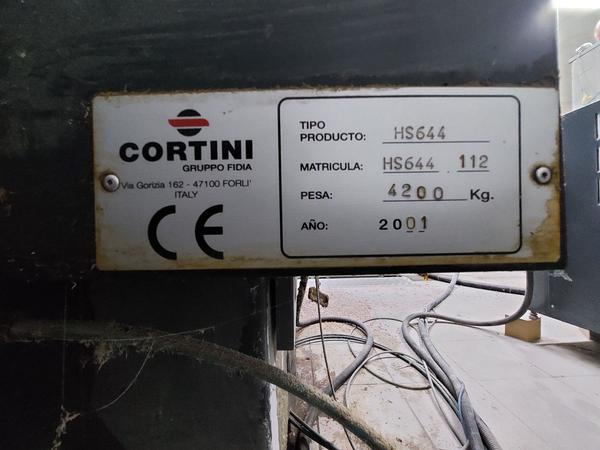 CORTINI
GRUPPO FIDIA
Via Gorizia 162 - 47100 FORLI'
ITALY
CE
TIPO
PRODUCTO: HS644
MATRICULA: HS644 112
PESA: 4200 Kg.
AÑO: 2001